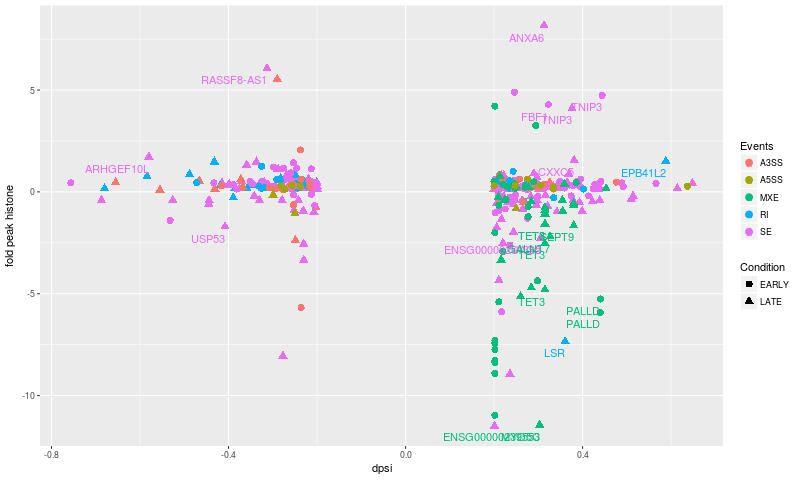 ANXA6
RASSF8-AS1
TNIP3
FBF1
TNIP3
ARHGEF10L
CXXC5
EPB41L2
USP53
SEPT9
TET3
TET3
PALLD
PALLD
LSR
fold peak histone
5
0
-5
-10
-0.8
-0.4
0.0
0.4
dpsi
Events
A3SS
A5SS
MXE
RI
SE
Condition
EARLY
LATE